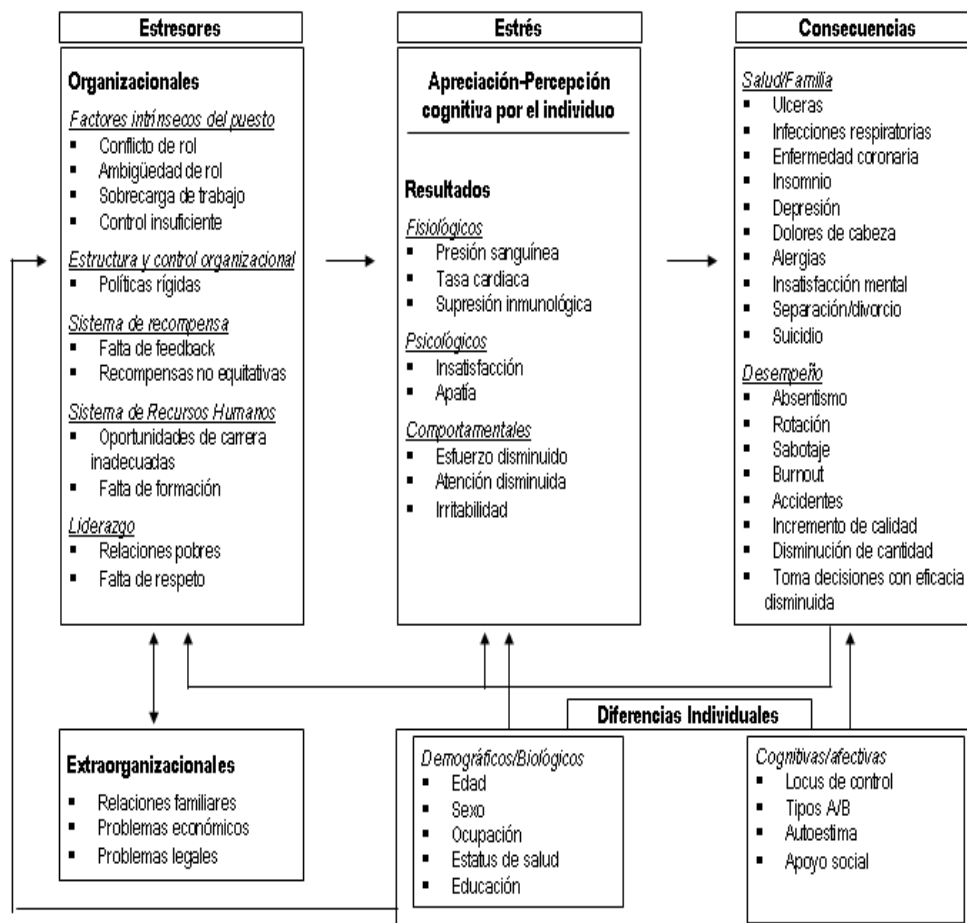 Estresores
Organizacionales
Factores intrínsecos del puesto
▪ Conflicto de rol
▪ Ambigüedad de rol
▪ Sobrecarga de trabajo
▪ Control insuficiente
Estructura y control organizacional
▪ Políticas rígidas
Sistema de recompensa
▪ Falta de feedback
▪ Recompensas no equitativas
Sistema de Recursos Humanos
▪ Oportunidades de carrera
inadecuadas
▪ Falta de formación
Liderazgo
▪ Relaciones pobres
▪ Falta de respeto
Estrés
Apreciación-Percepción
cognitiva por el individuo
Resultados
Fisiológicos
▪ Presión sanguínea
▪ Tasa cardiaca
▪ Supresión inmunológica
Psicológicos
▪ Insatisfacción
▪ Apatía
Comportamentales
▪ Esfuerzo disminuido
▪ Atención disminuida
▪ Irritabilidad
Consecuencias
Salud/Familia
▪ Ulceras
▪ Infecciones respiratorias
▪ Enfermedad coronaria
▪ Insomnio
▪ Depresión
▪ Dolores de cabeza
▪ Alergias
▪ Insatisfacción mental
▪ Separación/divorcio
▪ Suicidio
Desempeño
▪ Absentismo
▪ Rotación
▪ Sabotaje
▪ Burnout
▪ Accidentes
▪ Incremento de calidad
▪ Disminución de cantidad
▪ Toma decisiones con eficacia
disminuida
Extraorganizacionales
▪ Relaciones familiares
▪ Problemas económicos
▪ Problemas legales
Diferencias Individuales
Demográficos/Biológicos
▪ Edad
▪ Sexo
▪ Ocupación
▪ Estatus de salud
▪ Educación
Cognitivas/afectivas
▪ Locus de control
▪ Tipos A/B
▪ Autoestima
▪ Apoyo social